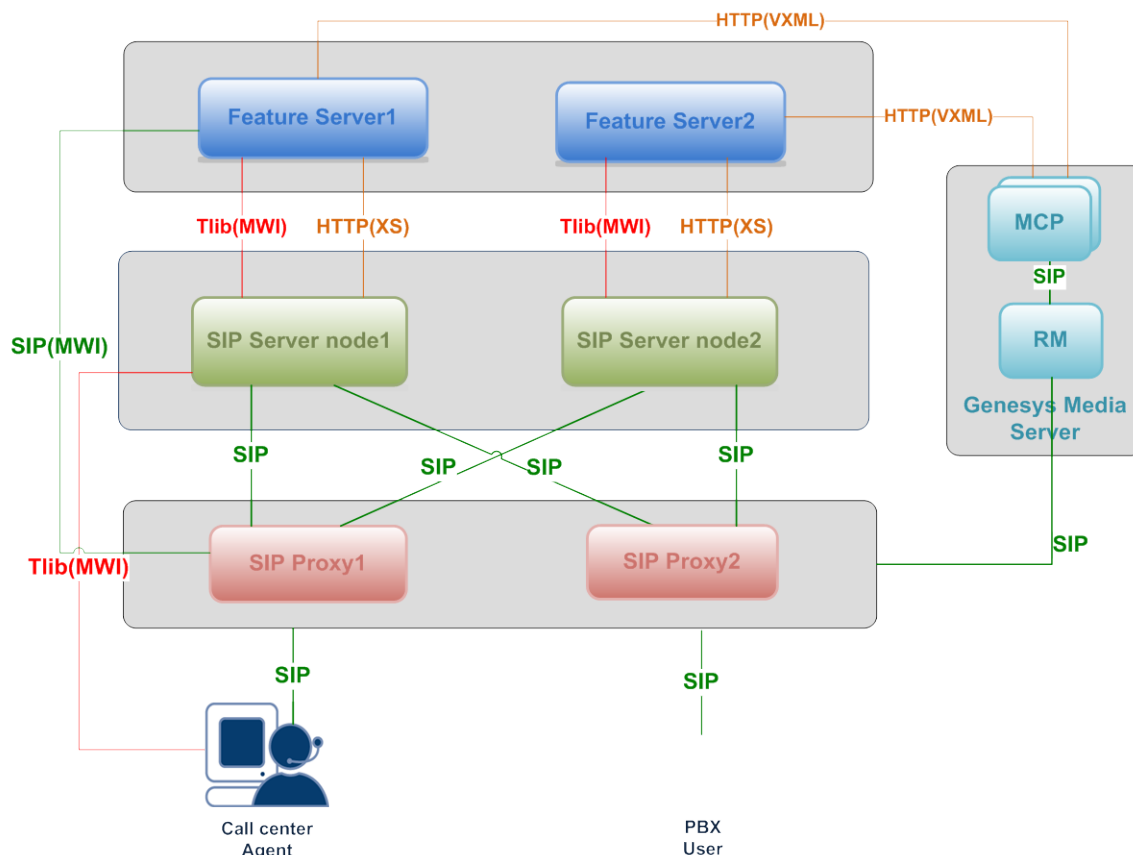 HTTP(VXML)
Feature Server1
Feature Server2
HTTP(VXML)
Tlib(MWI)
HTTP(XS)
Tlib(MWI)
HTTP(XS)
MCP
SIP
SIP Server node1
SIP Server node2
RM
SIP(MWI)
Genesys Media
Server
SIP
SIP
SIP
SIP
SIP
SIP Proxy1
SIP Proxy2
Tlib(MWI)
SIP
SIP
Call center
Agent
PBX
User